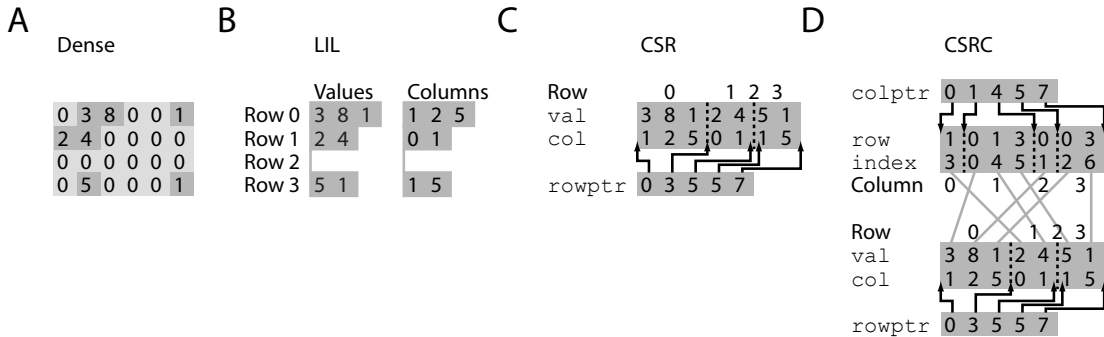 A
Dense
0 3 8 0 0 1
2 4 0 0 0 0
0 0 0 0 0 0
0 5 0 0 0 1
B
LIL
Values Columns
Row 0 3 8 1 1 2 5
Row 1 2 4 0 1
Row 2
Row 3 5 1 1 5
C
CSR
Row 0 1 2 3
val 3 8 1 2 4 5 1
col 1 2 5 0 1 1 5
rowptr 0 3 5 5 7
D
CSRC
colptr 0 1 4 5 7
row 1 0 1 3 0 0 3
index 3 0 4 5 1 2 6
Column 0 1 2 3
Row 0 1 2 3
val 3 8 1 2 4 5 1
col 1 2 5 0 1 1 5
rowptr 0 3 5 5 7